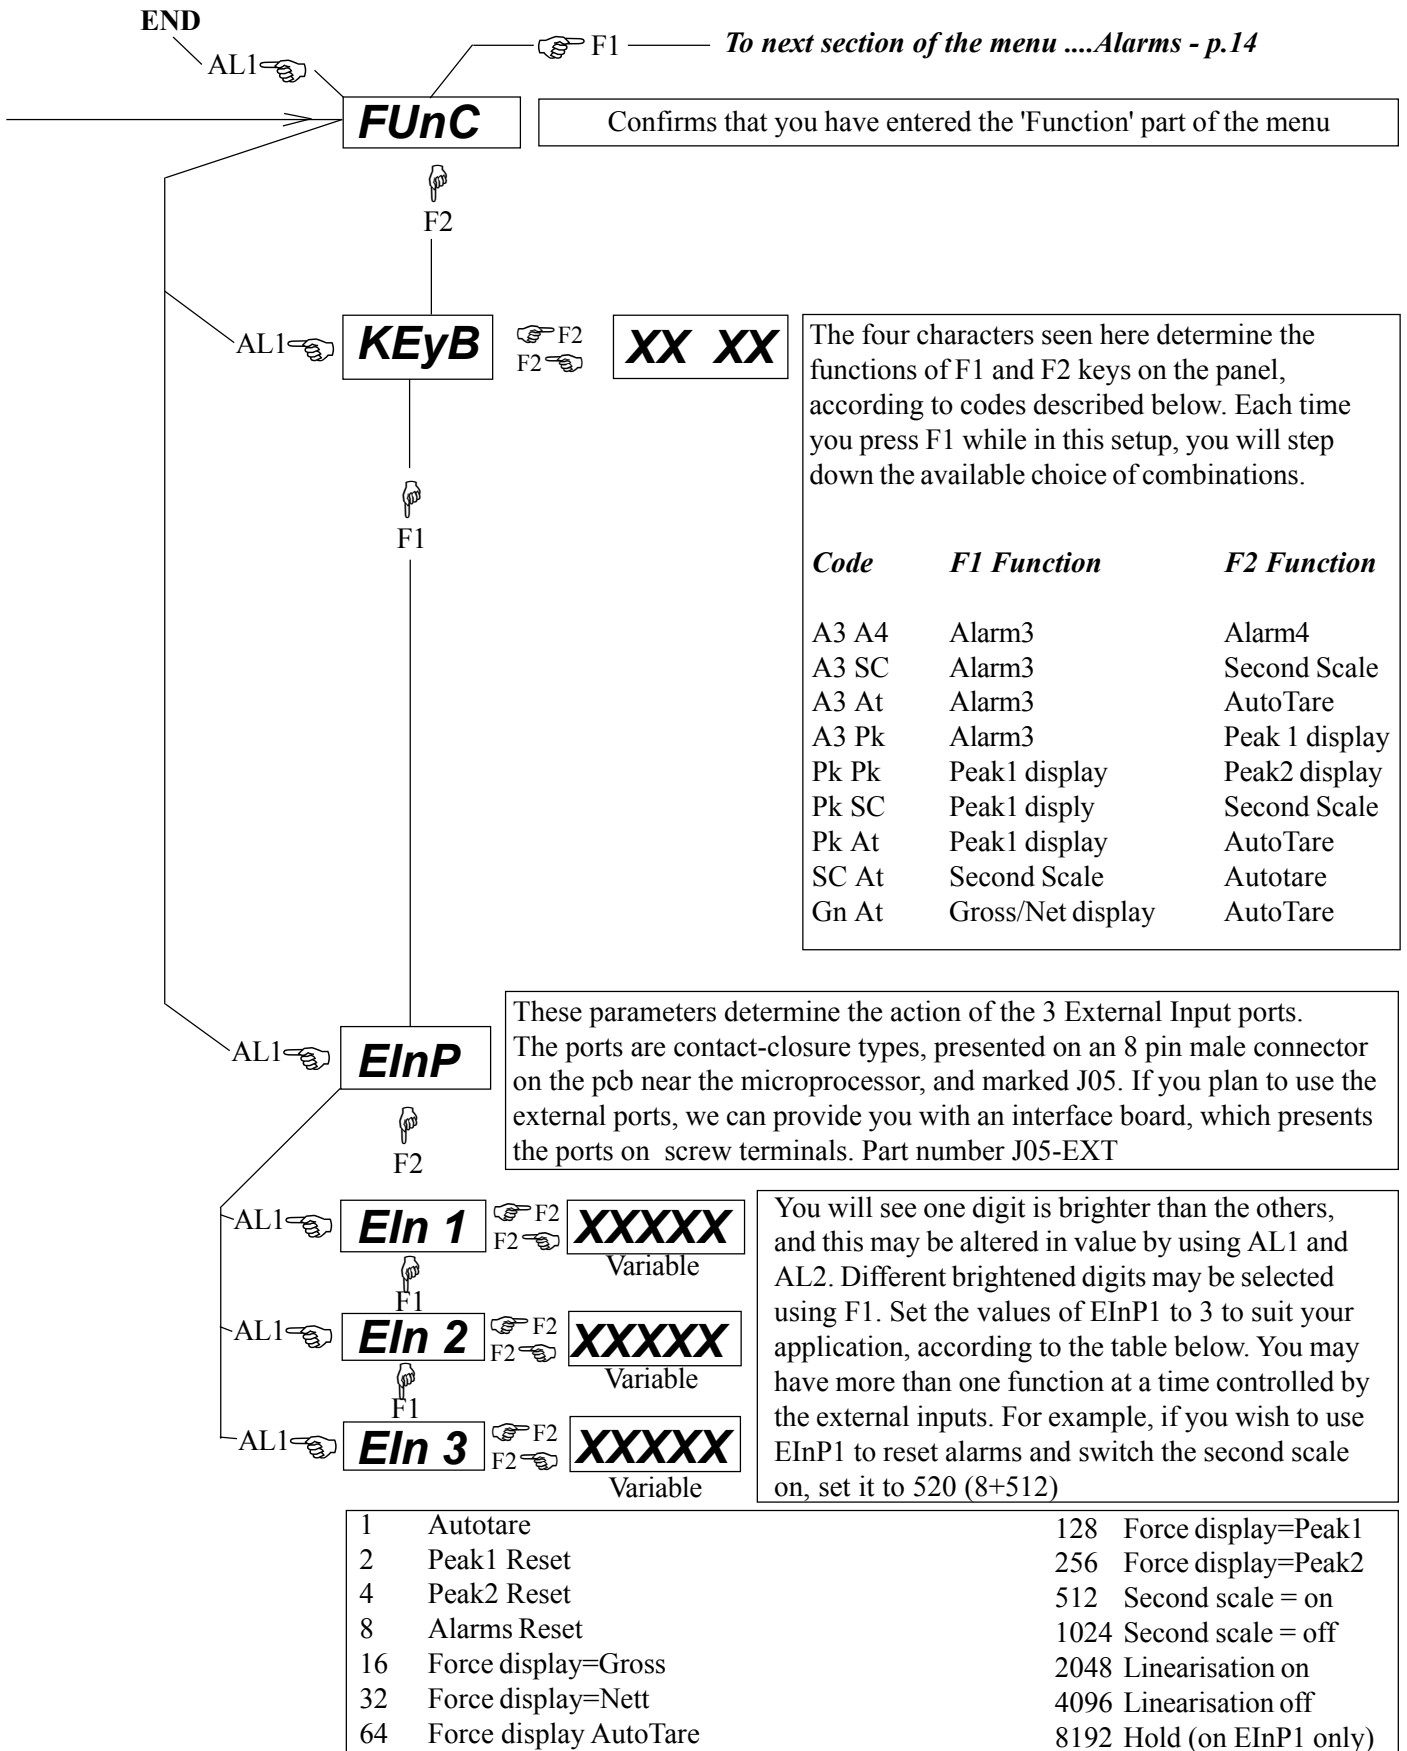 END
AL1
F1
To next section of the menu ....Alarms - p.14
FUnC
Confirms that you have entered the 'Function' part of the menu
F2
AL1
KEyB
F2
F2
XX XX
The four characters seen here determine the
functions of F1 and F2 keys on the panel,
according to codes described below. Each time
you press F1 while in this setup, you will step
down the available choice of combinations.
F1
Code F1 Function F2 Function
A3 A4 Alarm3 Alarm4
A3 SC Alarm3 Second Scale
A3 At Alarm3 AutoTare
A3 Pk Alarm3 Peak 1 display
Pk Pk Peak1 display Peak2 display
Pk SC Peak1 disply Second Scale
Pk At Peak1 display AutoTare
SC At Second Scale Autotare
Gn At Gross/Net display AutoTare
AL1
EInP
These parameters determine the action of the 3 External Input ports.
The ports are contact-closure types, presented on an 8 pin male connector
on the pcb near the microprocessor, and marked J05. If you plan to use the
external ports, we can provide you with an interface board, which presents
the ports on screw terminals. Part number J05-EXT
F2
AL1
EIn 1
F2
F2
XXXXX
Variable
F1
AL1
EIn 2
F2
F2
XXXXX
Variable
F1
AL1
EIn 3
F2
F2
XXXXX
Variable
You will see one digit is brighter than the others,
and this may be altered in value by using AL1 and
AL2. Different brightened digits may be selected
using F1. Set the values of EInP1 to 3 to suit your
application, according to the table below. You may
have more than one function at a time controlled by
the external inputs. For example, if you wish to use
EInP1 to reset alarms and switch the second scale
on, set it to 520 (8+512)
1 Autotare
2 Peak1 Reset
4 Peak2 Reset
8 Alarms Reset
16 Force display=Gross
32 Force display=Nett
64 Force display AutoTare
128 Force display=Peak1
256 Force display=Peak2
512 Second scale = on
1024 Second scale = off
2048 Linearisation on
4096 Linearisation off
8192 Hold (on EInP1 only)